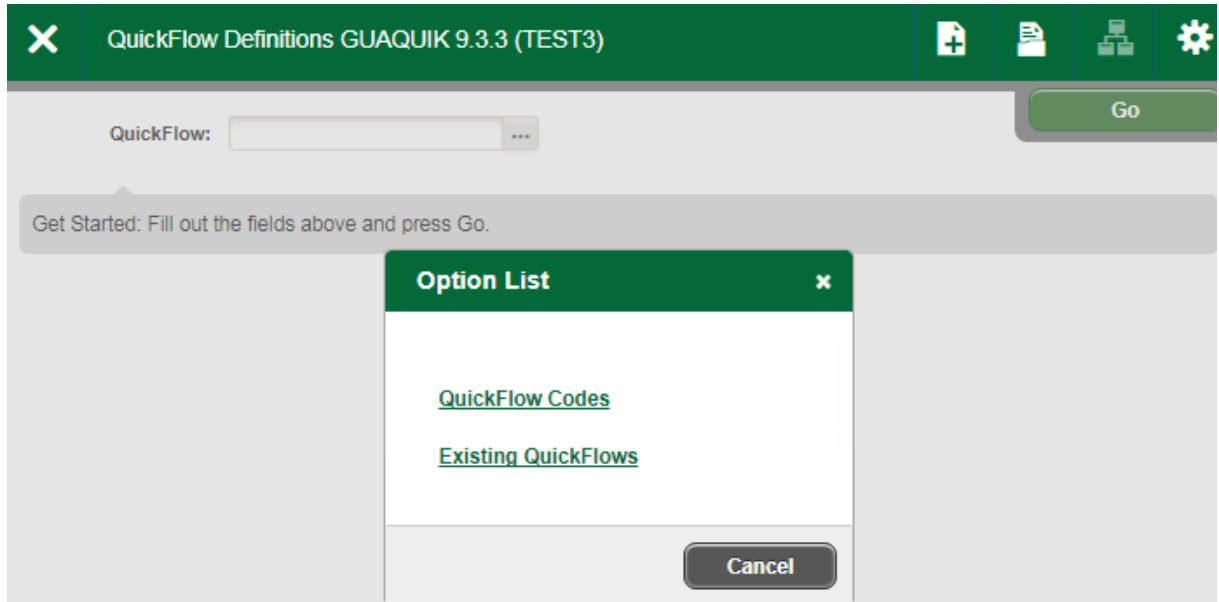 QuickFlow Definitions GUAQUIK 9.3.3 (TEST3)
Go
QuickFlow:
...
Get Started: Fill out the fields above and press Go.
Option List
QuickFlow Codes
Existing QuickFlows
Cancel